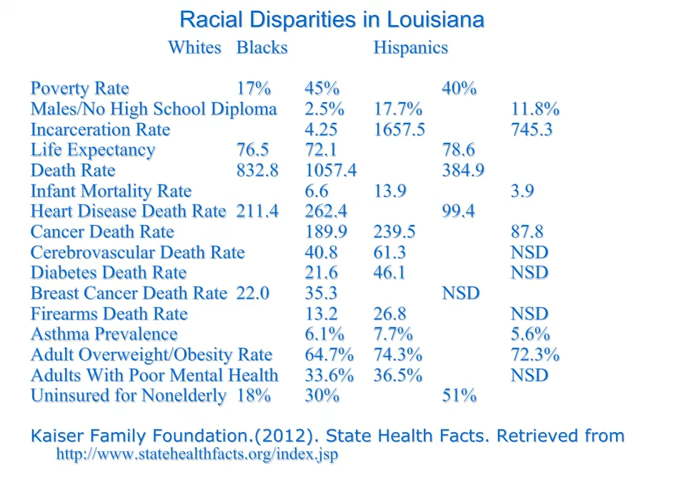 Racial Disparities in Louisiana
Whites Blacks Hispanics
Poverty Rate 17% 45% 40%
Males/No High School Diploma 2.5% 17.7% 11.8%
Incarceration Rate 4.25 1657.5 745.3
Life Expectancy 76.5 72.1 78.6
Death Rate 832.8 1057.4 384.9
Infant Mortality Rate 6.6 13.9 3.9
Heart Disease Death Rate 211.4 262.4 99.4
Cancer Death Rate 189.9 239.5 87.8
Cerebrovascular Death Rate 40.8 61.3 NSD
Diabetes Death Rate 21.6 46.1 NSD
Breast Cancer Death Rate 22.0 35.3 NSD
Firearms Death Rate 13.2 26.8 NSD
Asthma Prevalence 6.1% 7.7% 5.6%
Adult Overweight/Obesity Rate 64.7% 74.3% 72.3%
Adults With Poor Mental Health 33.6% 36.5% NSD
Uninsured for Nonelderly 18% 30% 51%
Kaiser Family Foundation.(2012). State Health Facts. Retrieved from
http://www.statehealthfacts.org/index.jsp